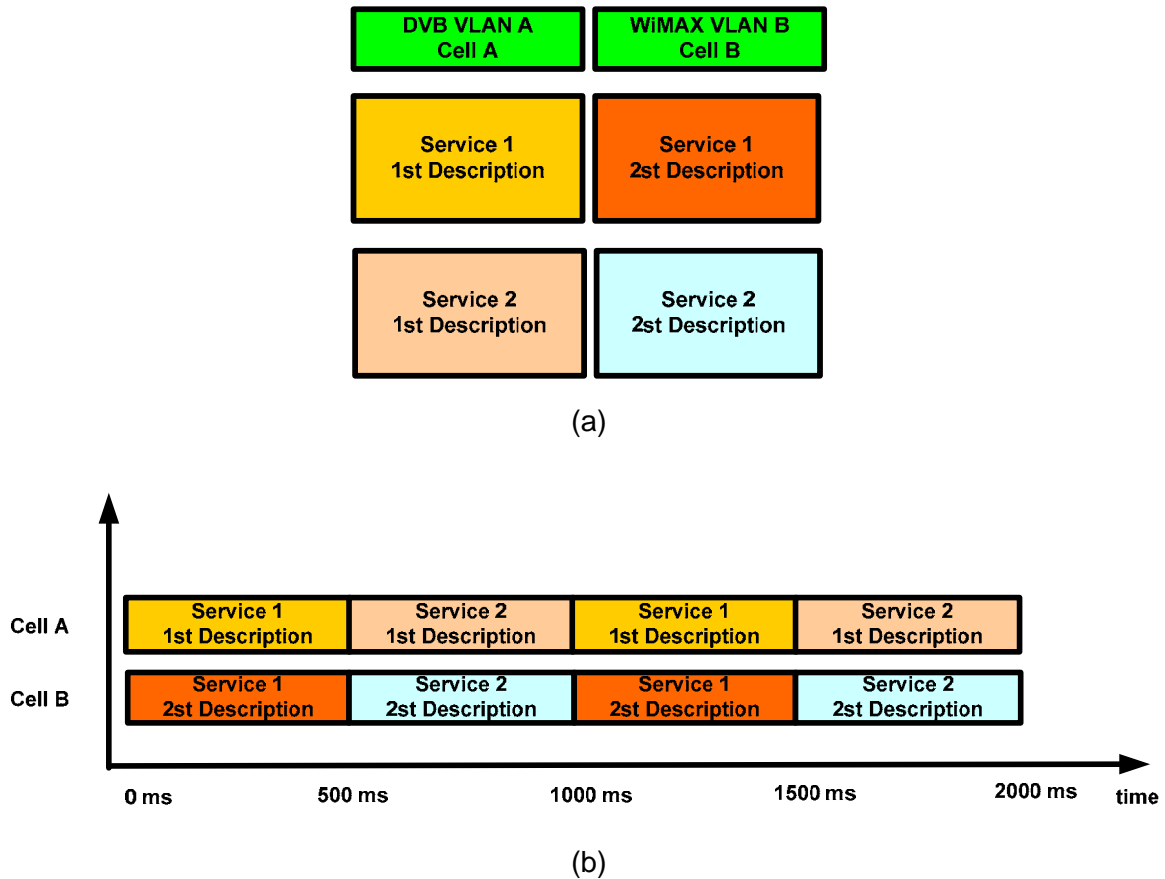 DVB VLAN A
Cell A
WiMAX VLAN B
Cell B
Service 1
1st Description
Service 1
2st Description
Service 2
1st Description
Service 2
2st Description
(a)
Cell A
Service 1
1st Description
Service 2
1st Description
Service 1
1st Description
Service 2
1st Description
Cell B
Service 1
2st Description
Service 2
2st Description
Service 1
2st Description
Service 2
2st Description
0 ms
500 ms
1000 ms
1500 ms
2000 ms
time
(b)